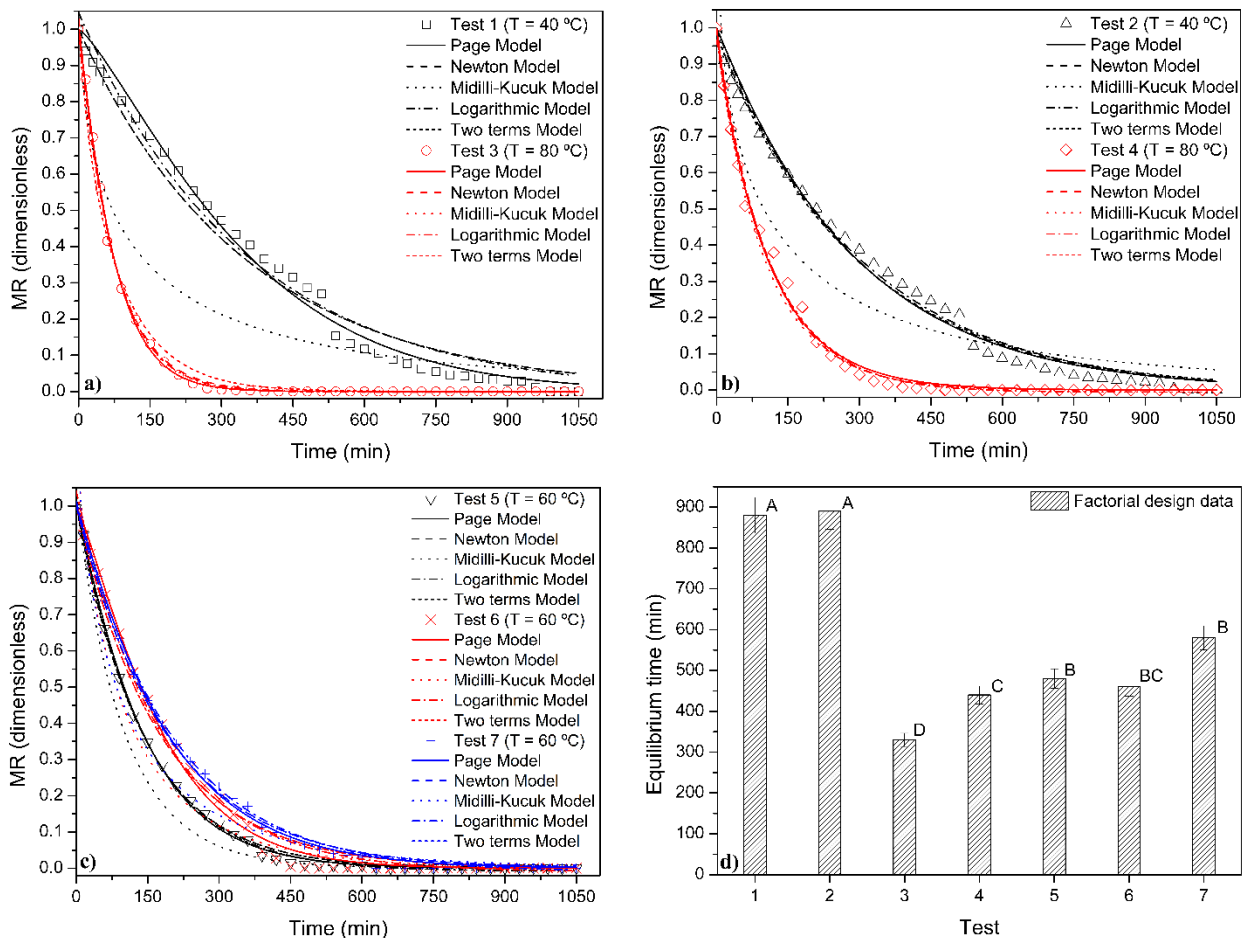 1.0
0.9
0.8
0.7
0.6
0.5
0.4
0.3
0.2
0.1
0.0
MR (dimensionless)
0 150 300 450 600 750 900 1050
Time (min)
a)
Test 1 (T = 40 ºC)
Page Model
Newton Model
Midilli-Kucuk Model
Logarithmic Model
Two terms Model
Test 3 (T = 80 ºC)
Page Model
Newton Model
Midilli-Kucuk Model
Logarithmic Model
Two terms Model
1.0
0.9
0.8
0.7
0.6
0.5
0.4
0.3
0.2
0.1
0.0
MR (dimensionless)
0 150 300 450 600 750 900 1050
Time (min)
b)
Test 2 (T = 40 ºC)
Page Model
Newton Model
Midilli-Kucuk Model
Logarithmic Model
Two terms Model
Test 4 (T = 80 ºC)
Page Model
Newton Model
Midilli-Kucuk Model
Logarithmic Model
Two terms Model
1.0
0.9
0.8
0.7
0.6
0.5
0.4
0.3
0.2
0.1
0.0
MR (dimensionless)
0 150 300 450 600 750 900 1050
Time (min)
c)
Test 5 (T = 60 ºC)
Page Model
Newton Model
Midilli-Kucuk Model
Logarithmic Model
Two terms Model
Test 6 (T = 60 ºC)
Page Model
Newton Model
Midilli-Kucuk Model
Logarithmic Model
Two terms Model
Test 7 (T = 60 ºC)
Page Model
Newton Model
Midilli-Kucuk Model
Logarithmic Model
Two terms Model
900
800
700
600
500
400
300
200
100
0
Equilibrium time (min)
Factorial design data
A A D C B BC B
d)
1 2 3 4 5 6 7
Test